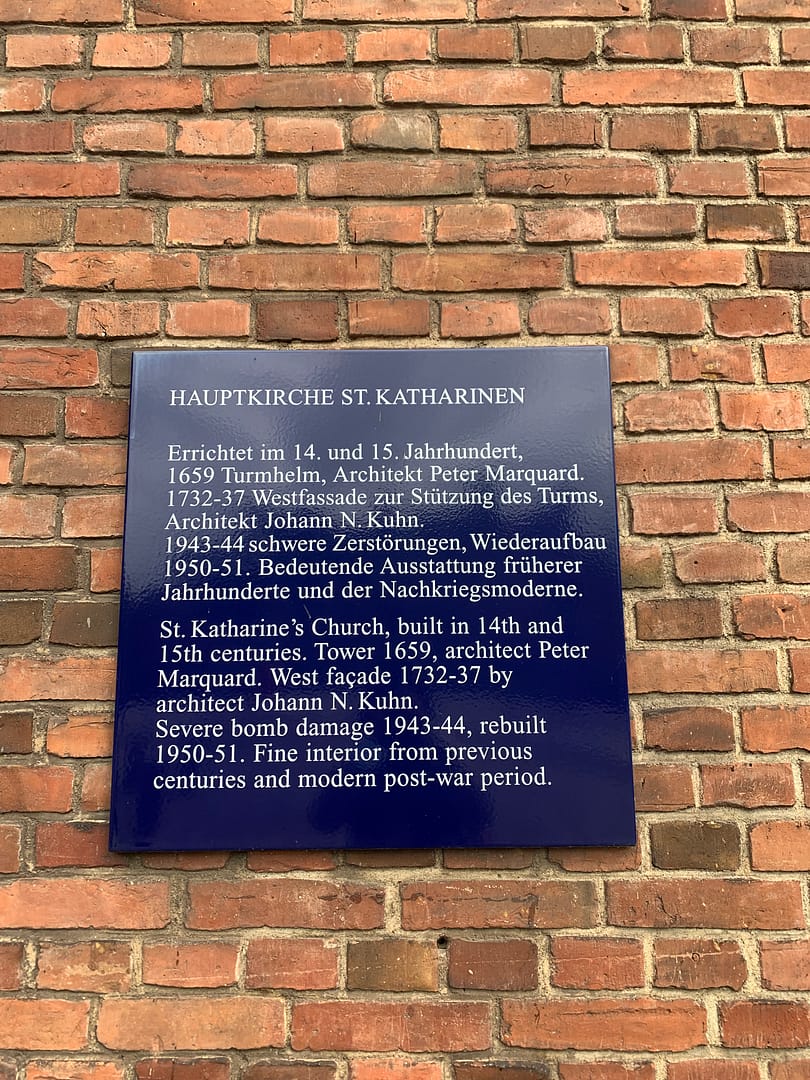 HAUPTKIRCHE ST. KATHARINEN
Errichtet im 14. und 15. Jahrhundert,
1659 Turmhelm, Architekt Peter Marquard.
1732-37 Westfassade zur Stützung des Turms,
Architekt Johann N. Kuhn.
1943-44 schwere Zerstörungen, Wiederaufbau
1950-51. Bedeutende Ausstattung früherer
Jahrhunderte und der Nachkriegsmoderne.
St. Katharine's Church, built in 14th and
15th centuries. Tower 1659, architect Peter
Marquard. West façade 1732-37 by
architect Johann N. Kuhn.
Severe bomb damage 1943-44, rebuilt
1950-51. Fine interior from previous
centuries and modern post-war period.